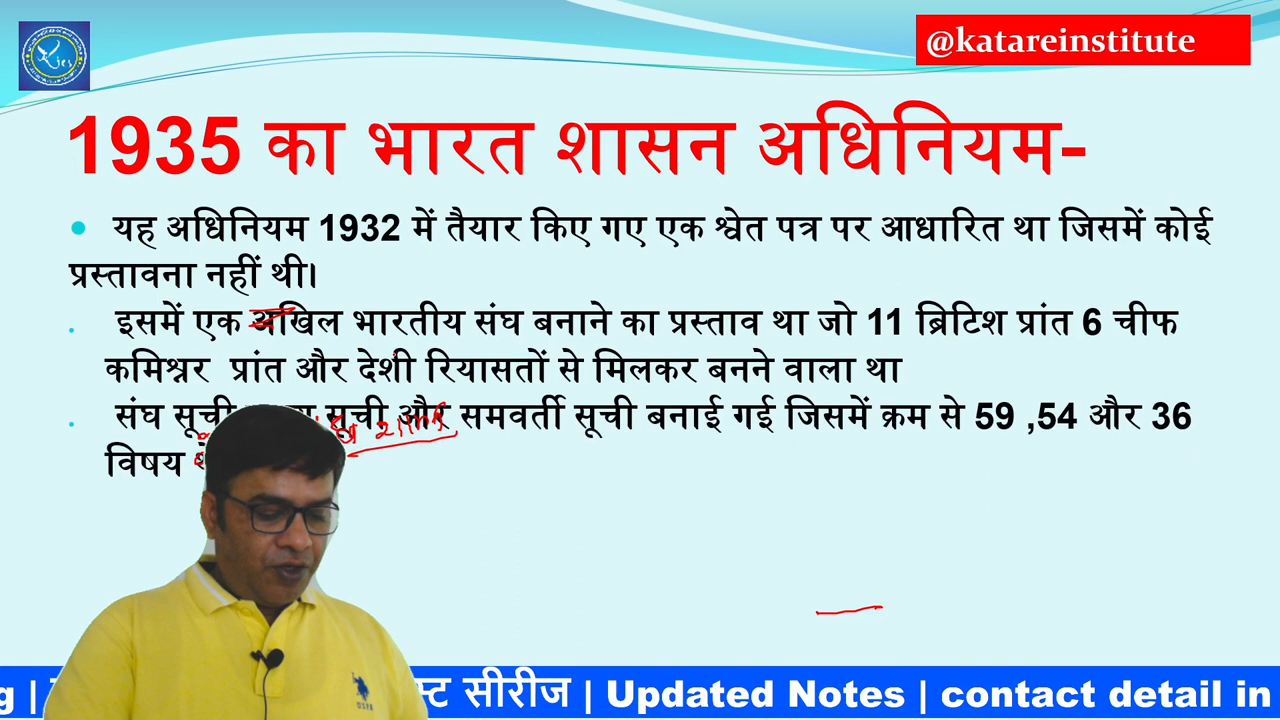 @katareinstitute
1935 का भारत शासन अधिनियम-
यह अधिनियम 1932 में तैयार किए गए एक श्वेत पत्र पर आधारित था जिसमें कोई
प्रस्तावना नहीं थी।
इसमें एक अखिल भारतीय संघ बनाने का प्रस्ताव था जो 11 ब्रिटिश प्रांत 6 चीफ
कमिश्नर प्रांत और देशी रियासतों से मिलकर बनने वाला था
संघ सूची सूची और समवर्ती सूची बनाई गई जिसमें क्रम से 59 ,54 और 36
विषय
स्ट सीरीज | Updated Notes | contact detail in